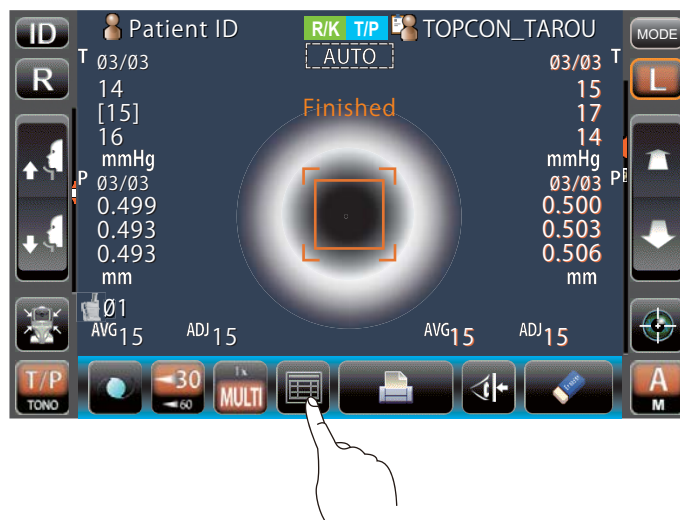 ID
Patient ID
R/K T/P
TOPCON_TAROU
MODE
AUTO
R
T 03/03
14
[15]
16
mmHg
P 03/03
0.499
0.493
0.493
mm
Finished
03/03 T
15
17
14
mmHg
03/03 P
0.500
0.503
0.506
mm
L
01
AVG15 ADJ15
AVG15 ADJ15
T/P
TONO
30
60
1x
MULTI
A
M